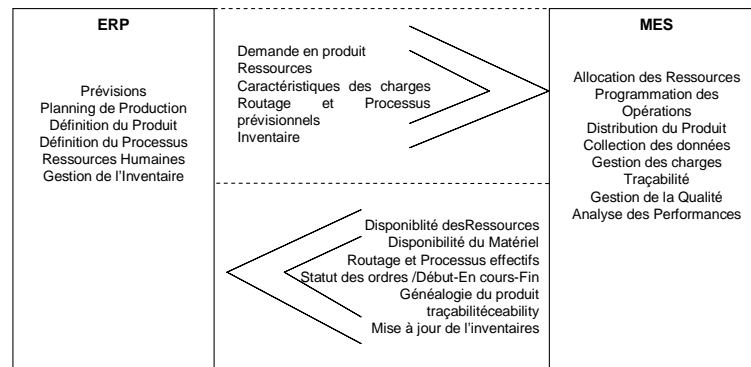 ERP
Prévisions
Planning de Production
Définition du Produit
Définition du Processus
Ressources Humaines
Gestion de l'Inventaire
Demande en produit
Ressources
Caractéristiques des charges
Routage et Processus
prévisionnels
Inventaire
Disponiblité desRessources
Disponibilité du Matériel
Routage et Processus effectifs
Statut des ordres /Début-En cours-Fin
Généalogie du produit
traçabilitéceability
Mise à jour de l'inventaires
MES
Allocation des Ressources
Programmation des
Opérations
Distribution du Produit
Collection des données
Gestion des charges
Traçabilité
Gestion de la Qualité
Analyse des Performances